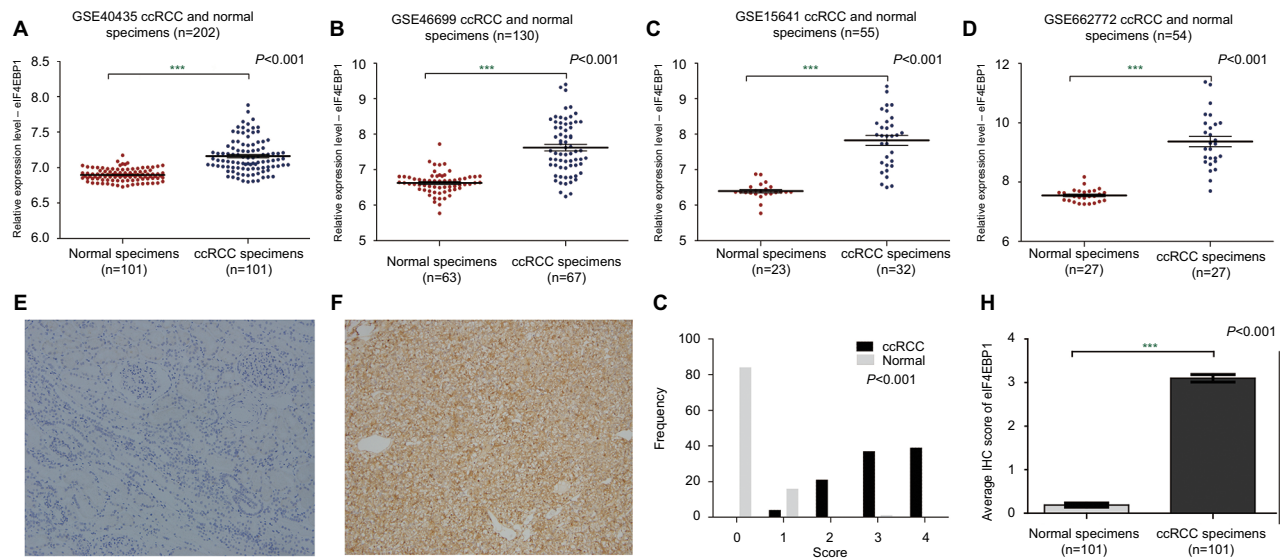 A
GSE40435 ccRCC and normal
specimens (n=202)
P<0.001
***
Relative expression level – eIF4EBP1
8.5
8.0
7.5
7.0
6.5
6.0
Normal specimens
(n=101)
ccRCC specimens
(n=101)
B
GSE46699 ccRCC and normal
specimens (n=130)
P<0.001
***
Relative expression level – eIF4EBP1
10
9
8
7
6
5
Normal specimens
(n=63)
ccRCC specimens
(n=67)
C
GSE15641 ccRCC and normal
specimens (n=55)
P<0.001
***
Relative expression level – eIF4EBP1
10
9
8
7
6
5
Normal specimens
(n=23)
ccRCC specimens
(n=32)
D
GSE662772 ccRCC and normal
specimens (n=54)
P<0.001
***
Relative expression level – eIF4EBP1
12
10
8
6
Normal specimens
(n=27)
ccRCC specimens
(n=27)
E
F
C
ccRCC
Normal
P<0.001
Frequency
100
80
60
40
20
0
0 1 2 3 4
Score
H
P<0.001
***
Average IHC score of eIF4EBP1
4
3
2
1
0
Normal specimens
(n=101)
ccRCC specimens
(n=101)